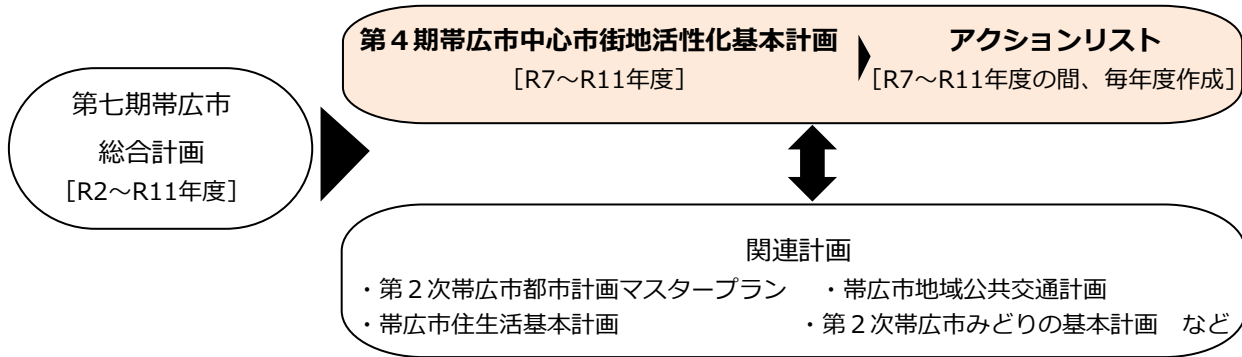 第七期帯広市
総合計画
［R2～R11年度］
第４期帯広市中心市街地活性化基本計画
［R7～R11年度］
アクションリスト
［R7～R11年度の間、毎年度作成］
関連計画
・第２次帯広市都市計画マスタープラン　・帯広市地域公共交通計画
・帯広市住生活基本計画　・第２次帯広市みどりの基本計画　など